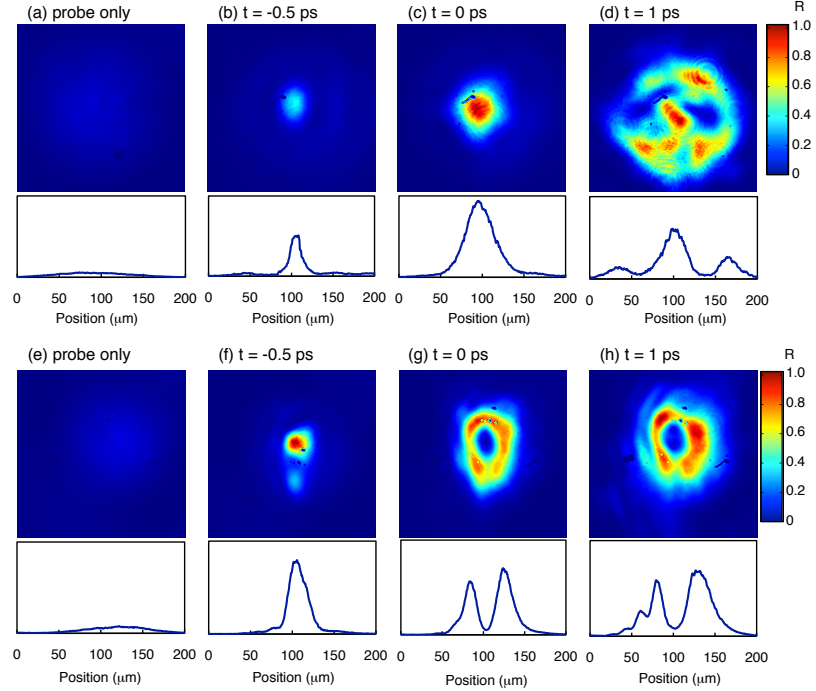 (a) probe only (b) t = -0.5 ps (c) t = 0 ps (d) t = 1 ps R
1.0
0.8
0.6
0.4
0.2
0
0 50 100 150 200 0 50 100 150 200 0 50 100 150 200 0 50 100 150 200
Position (μm) Position (μm) Position (μm) Position (μm)
(e) probe only (f) t = -0.5 ps (g) t = 0 ps (h) t = 1 ps R
1.0
0.8
0.6
0.4
0.2
0
0 50 100 150 200 0 50 100 150 200 0 50 100 150 200 0 50 100 150 200
Position (μm) Position (μm) Position (μm) Position (μm)